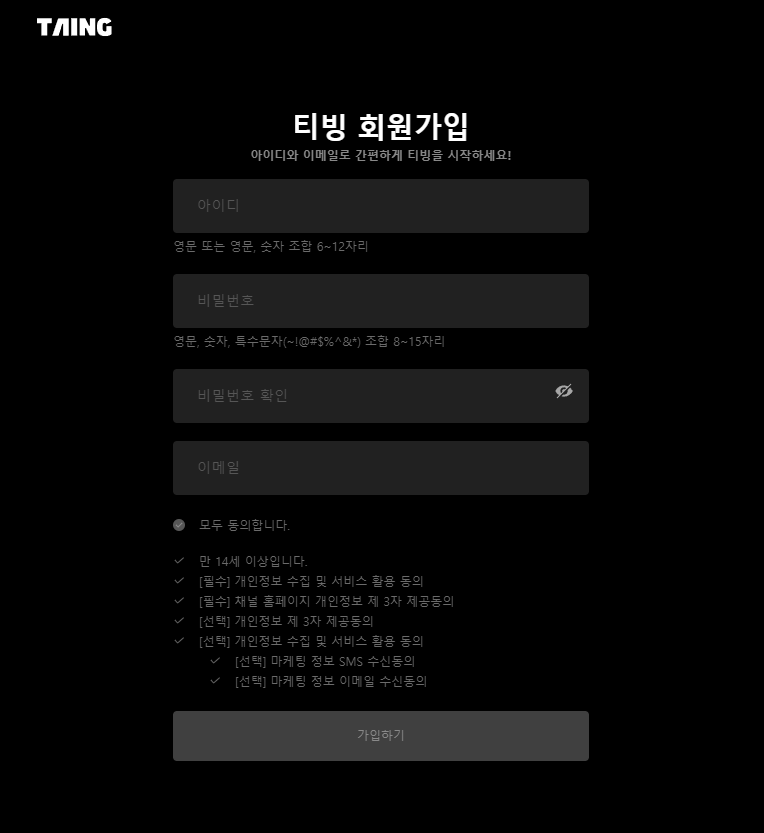 TAING
티빙 회원가입
아이디와 이메일로 간편하게 티빙을 시작하세요!
아이디
영문 또는 영문, 숫자 조합 6~12자리
비밀번호
영문, 숫자, 특수문자(~!@#$%^&*) 조합 8~15자리
비밀번호 확인
이메일
모두 동의합니다.
만 14세 이상입니다.
[필수] 개인정보 수집 및 서비스 활용 동의
[필수] 채널 홈페이지 개인정보 제 3자 제공동의
[선택] 개인정보 제 3자 제공동의
[선택] 개인정보 수집 및 서비스 활용 동의
[선택] 마케팅 정보 SMS 수신동의
[선택] 마케팅 정보 이메일 수신동의
가입하기